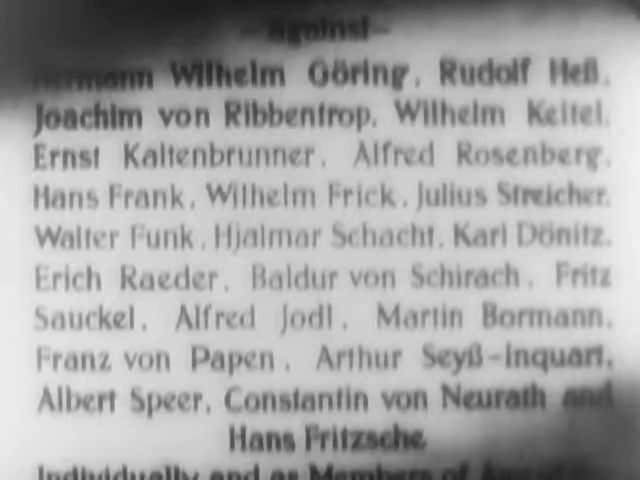 —against—
Hermann Wilhelm Göring, Rudolf Heß,
Joachim von Ribbentrop, Wilhelm Keitel,
Ernst Kaltenbrunner, Alfred Rosenberg,
Hans Frank, Wilhelm Frick, Julius Streicher,
Walter Funk, Hjalmar Schacht, Karl Dönitz,
Erich Raeder, Baldur von Schirach, Fritz
Sauckel, Alfred Jodl, Martin Bormann,
Franz von Papen, Arthur Seyß-Inquart,
Albert Speer, Constantin von Neurath and
Hans Fritzsche
Individually and as Members of